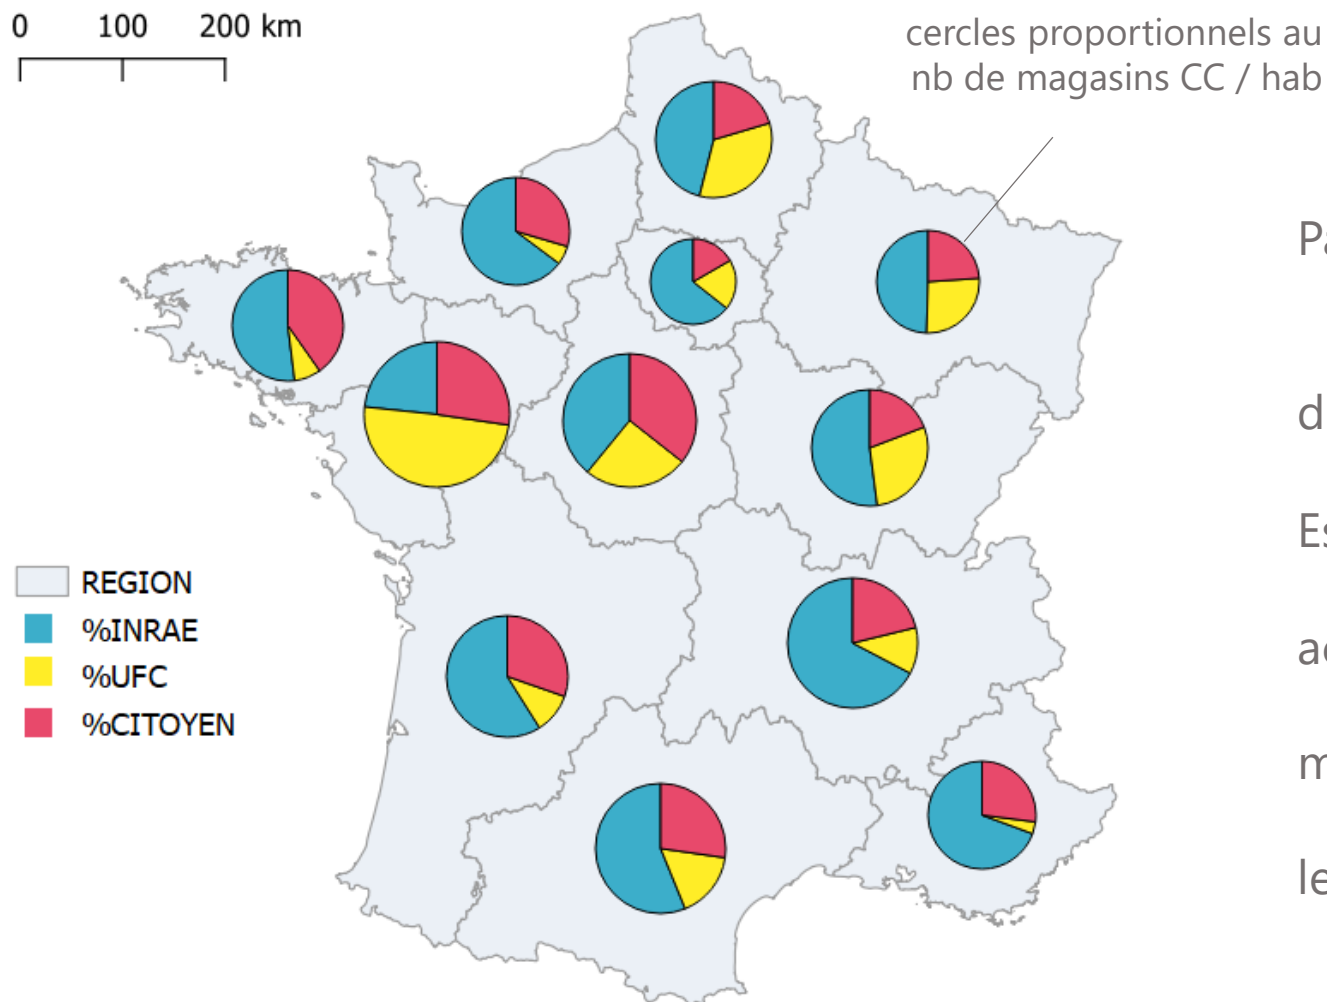 0 100 200 km
cercles proportionnels au
nb de magasins CC / hab
REGION
%INRAE
%UFC
%CITOYEN